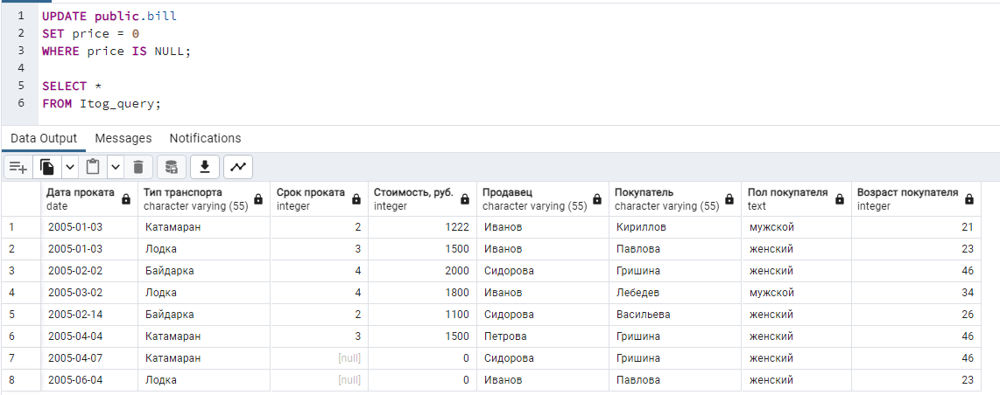 1 UPDATE public.bill
2 SET price = 0
3 WHERE price IS NULL;
4
5 SELECT *
6 FROM Itog_query;
Data Output Messages Notifications
Дата проката Тип транспорта Срок проката Стоимость, руб. Продавец Покупатель Пол покупателя Возраст покупателя
date character varying (55) integer integer character varying (55) character varying (55) text integer
1 2005-01-03 Катамаран 2 1222 Иванов Кириллов мужской 21
2 2005-01-03 Лодка 3 1500 Иванов Павлова женский 23
3 2005-02-02 Байдарка 4 2000 Сидорова Гришина женский 46
4 2005-03-02 Лодка 4 1800 Иванов Лебедев мужской 34
5 2005-02-14 Байдарка 2 1100 Сидорова Васильева женский 26
6 2005-04-04 Катамаран 3 1500 Петрова Гришина женский 46
7 2005-04-07 Катамаран [null] 0 Сидорова Гришина женский 46
8 2005-06-04 Лодка [null] 0 Иванов Павлова женский 23